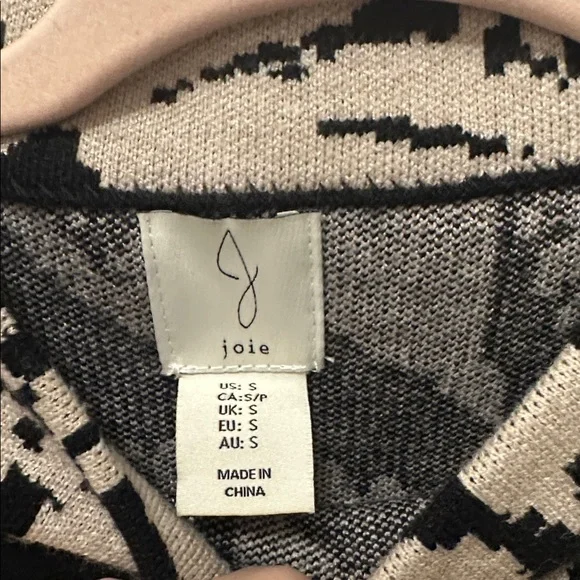 J
joie
US: S
CA:S/P
UK: S
EU: S
AU: S
MADE IN
CHINA